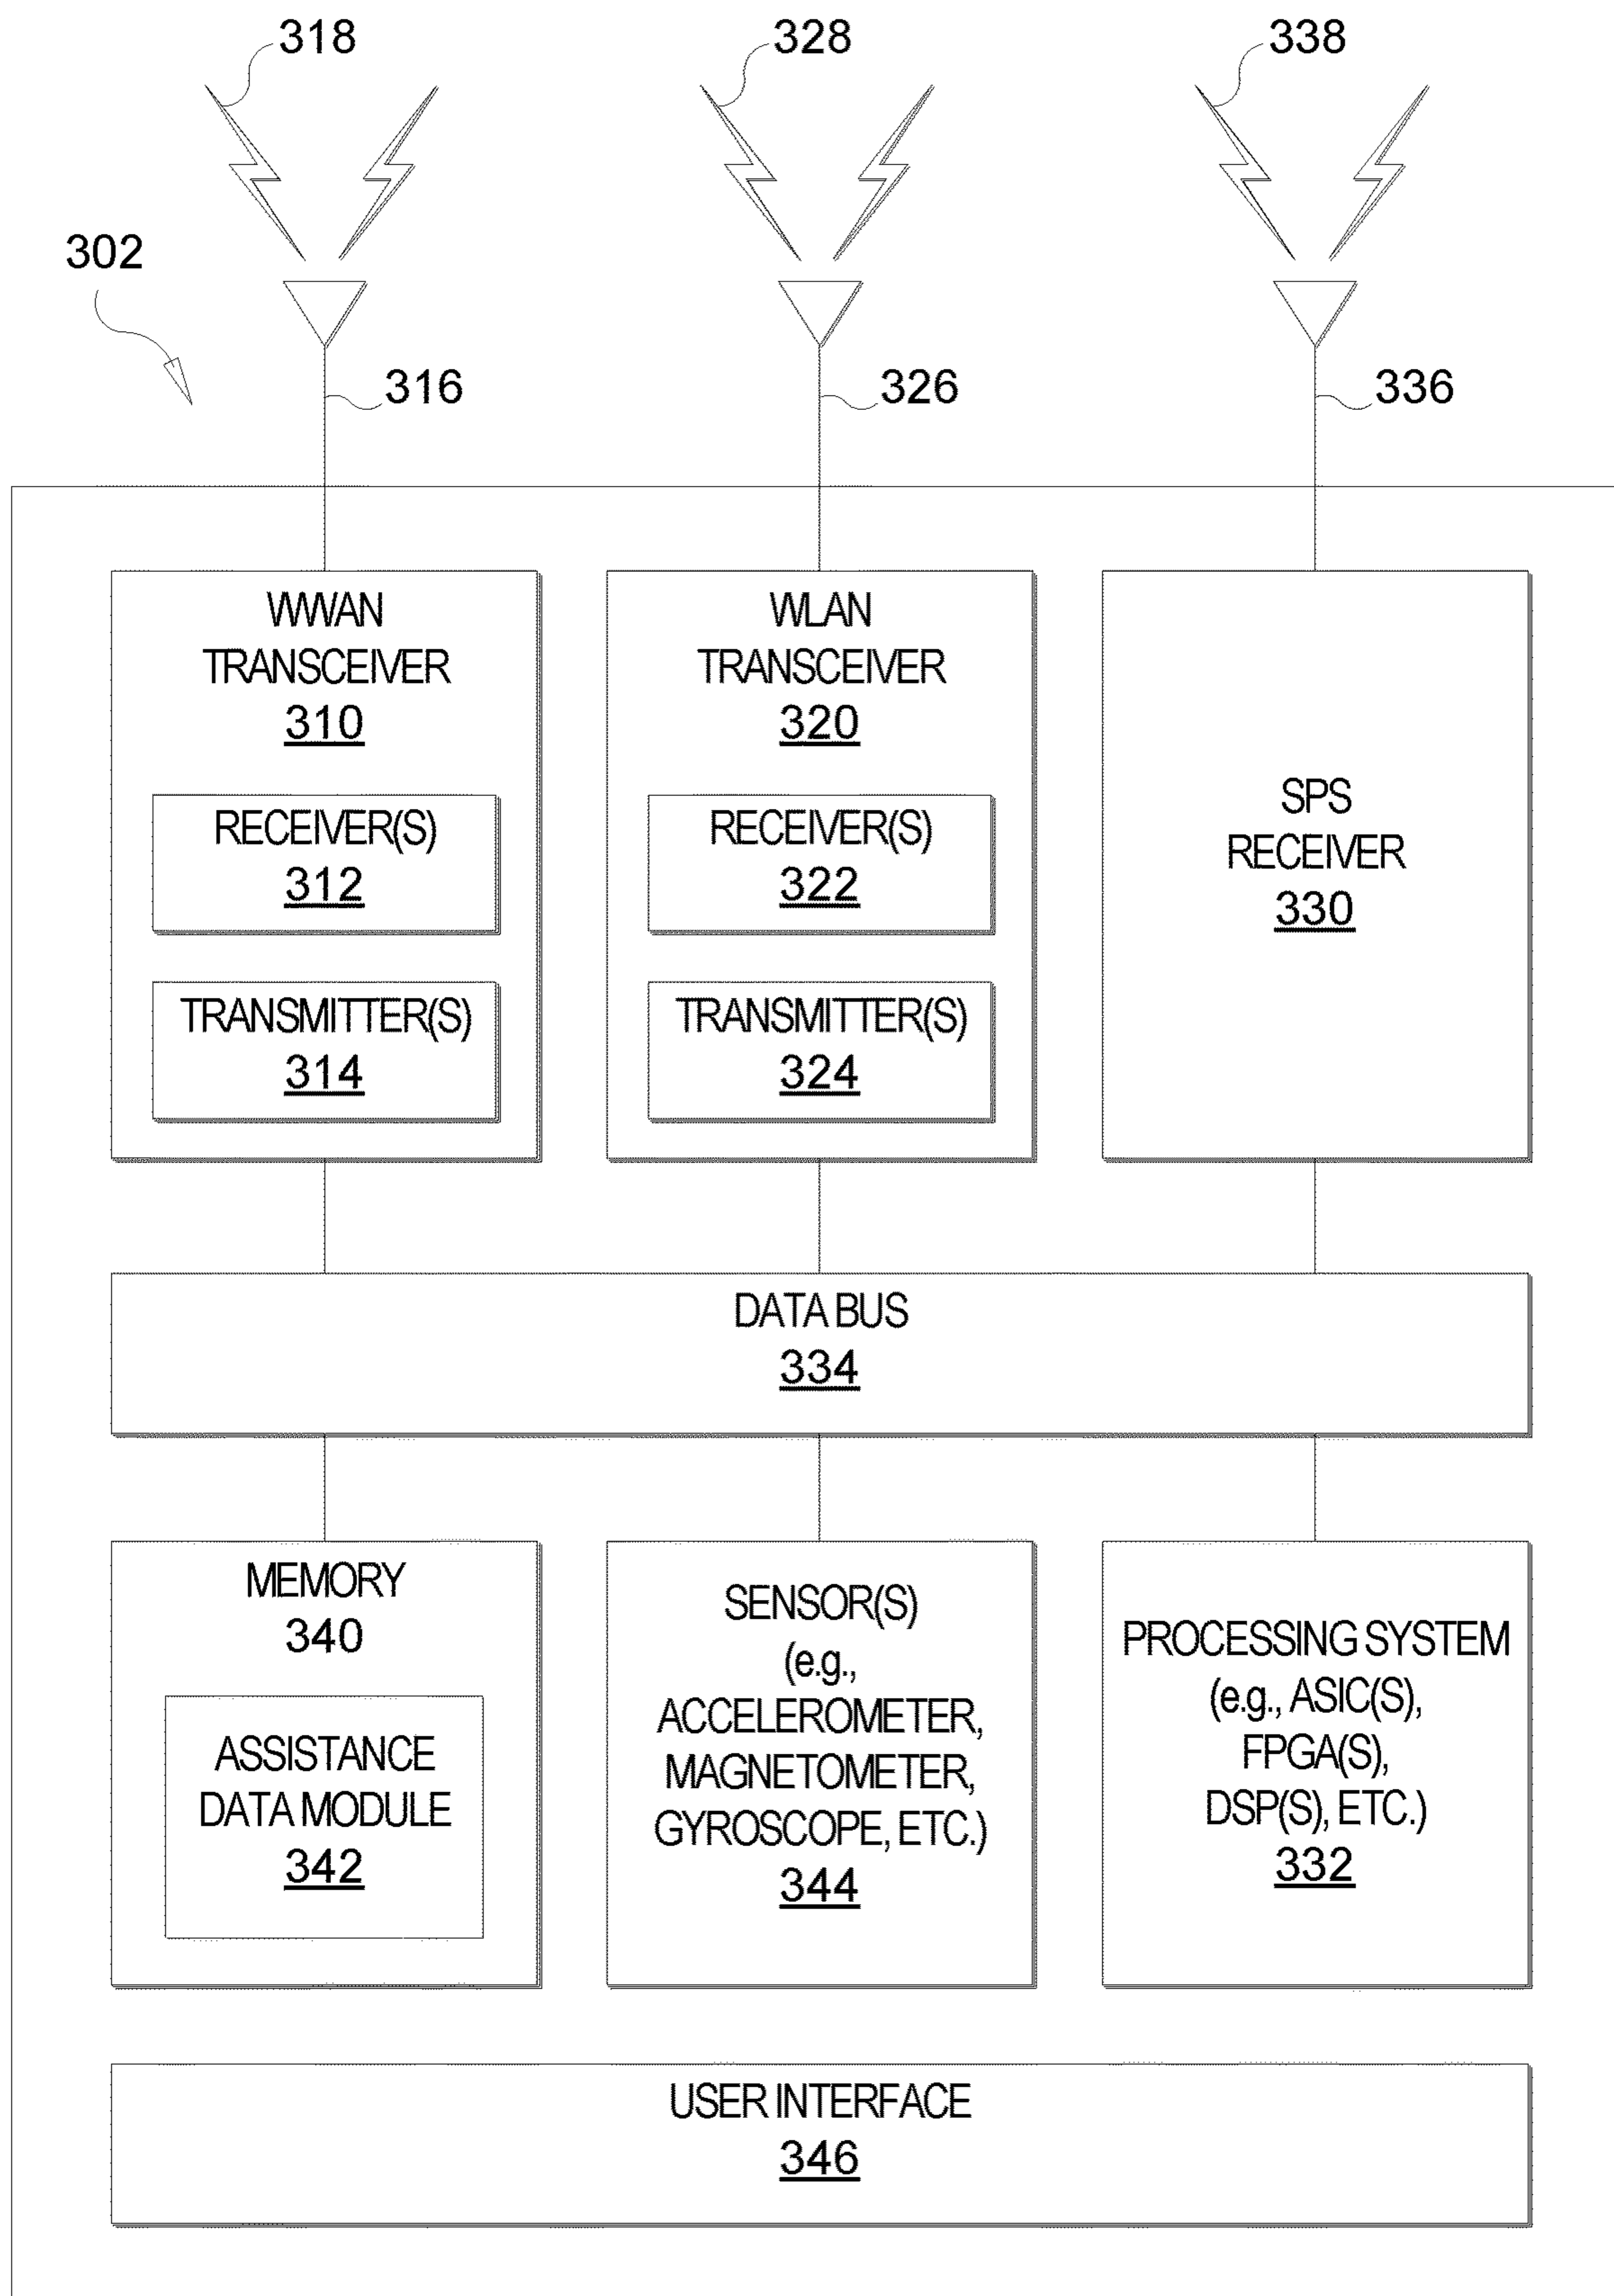 318
328
338
302
316
326
336
WWAN
TRANSCEIVER
310
RECEIVER(S)
312
TRANSMITTER(S)
314
WLAN
TRANSCEIVER
320
RECEIVER(S)
322
TRANSMITTER(S)
324
SPS
RECEIVER
330
DATA BUS
334
MEMORY
340
ASSISTANCE
DATA MODULE
342
SENSOR(S)
(e.g.,
ACCELEROMETER,
MAGNETOMETER,
GYROSCOPE, ETC.)
344
PROCESSING SYSTEM
(e.g., ASIC(S),
FPGA(S),
DSP(S), ETC.)
332
USER INTERFACE
346